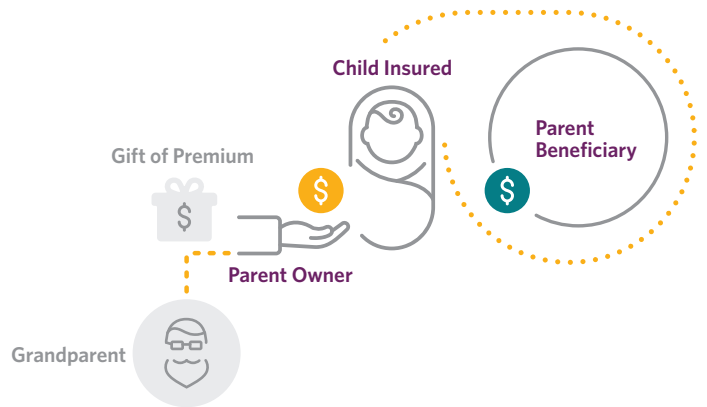 Child Insured
Parent
Beneficiary
Gift of Premium
$
$
$
Parent Owner
Grandparent